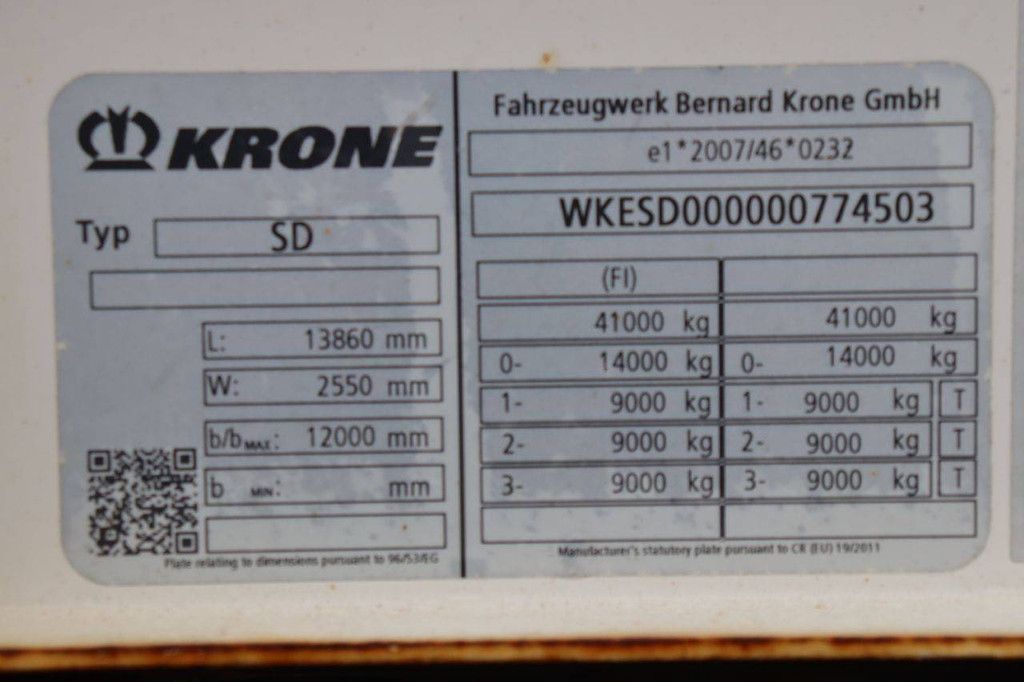 KRONE
Typ SD
L: 13860 mm
W: 2550 mm
b/b MAX: 12000 mm
b MIN: mm
Plate relating to dimensions pursuant to 96/53/EG
Fahrzeugwerk Bernard Krone GmbH
e1*2007/46*0232
WKESD000000774503
(FI)
41000 kg 41000 kg
0- 14000 kg 0- 14000 kg
1- 9000 kg 1- 9000 kg T
2- 9000 kg 2- 9000 kg T
3- 9000 kg 3- 9000 kg T
Manufacturer's statutory plate pursuant to CR (EU) 19/2011